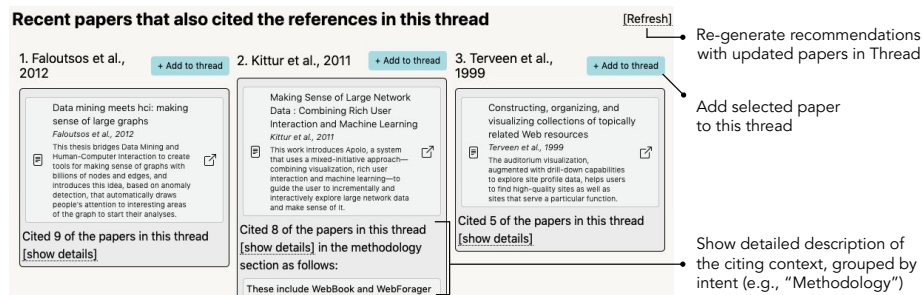 Recent papers that also cited the references in this thread
[Refresh]
Re-generate recommendations
with updated papers in Thread
1. Faloutsos et al.,
2012
+ Add to thread
2. Kittur et al., 2011
+ Add to thread
3. Terveen et al.,
1999
+ Add to thread
Add selected paper
to this thread
Data mining meets hci: making
sense of large graphs
Faloutsos et al., 2012
This thesis bridges Data Mining and
Human-Computer Interaction to create
tools for making sense of graphs with
billions of nodes and edges, and
introduces this idea, based on anomaly
detection, that automatically draws
people's attention to interesting areas
of the graph to start their analyses.
Cited 9 of the papers in this thread
[show details]
Making Sense of Large Network
Data : Combining Rich User
Interaction and Machine Learning
Kittur et al., 2011
This work introduces Apolo, a system
that uses a mixed-initiative approach—
combining visualization, rich user
interaction and machine learning—to
guide the user to incrementally and
interactively explore large network data
and make sense of it.
Cited 8 of the papers in this thread
[show details] in the methodology
section as follows:
These include WebBook and WebForager
Constructing, organizing, and
visualizing collections of topically
related Web resources
Terveen et al., 1999
The auditorium visualization,
augmented with drill-down capabilities
to explore site profile data, helps users
to find high-quality sites as well as
sites that serve a particular function.
Cited 5 of the papers in this thread
[show details]
Show detailed description of
the citing context, grouped by
intent (e.g., “Methodology”)